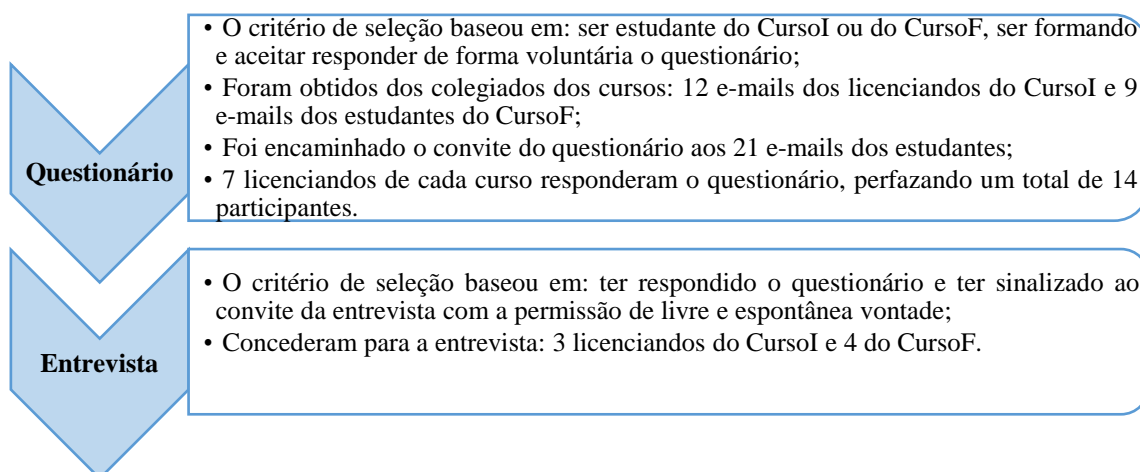 • O critério de seleção baseou em: ser estudante do CursoI ou do CursoF, ser formando
e aceitar responder de forma voluntária o questionário;
• Foram obtidos dos colegiados dos cursos: 12 e-mails dos licenciandos do CursoI e 9
e-mails dos estudantes do CursoF;
• Foi encaminhado o convite do questionário aos 21 e-mails dos estudantes;
• 7 licenciandos de cada curso responderam o questionário, perfazando um total de 14
participantes.
Questionário
• O critério de seleção baseou em: ter respondido o questionário e ter sinalizado ao
convite da entrevista com a permissão de livre e espontânea vontade;
• Concederam para a entrevista: 3 licenciandos do CursoI e 4 do CursoF.
Entrevista